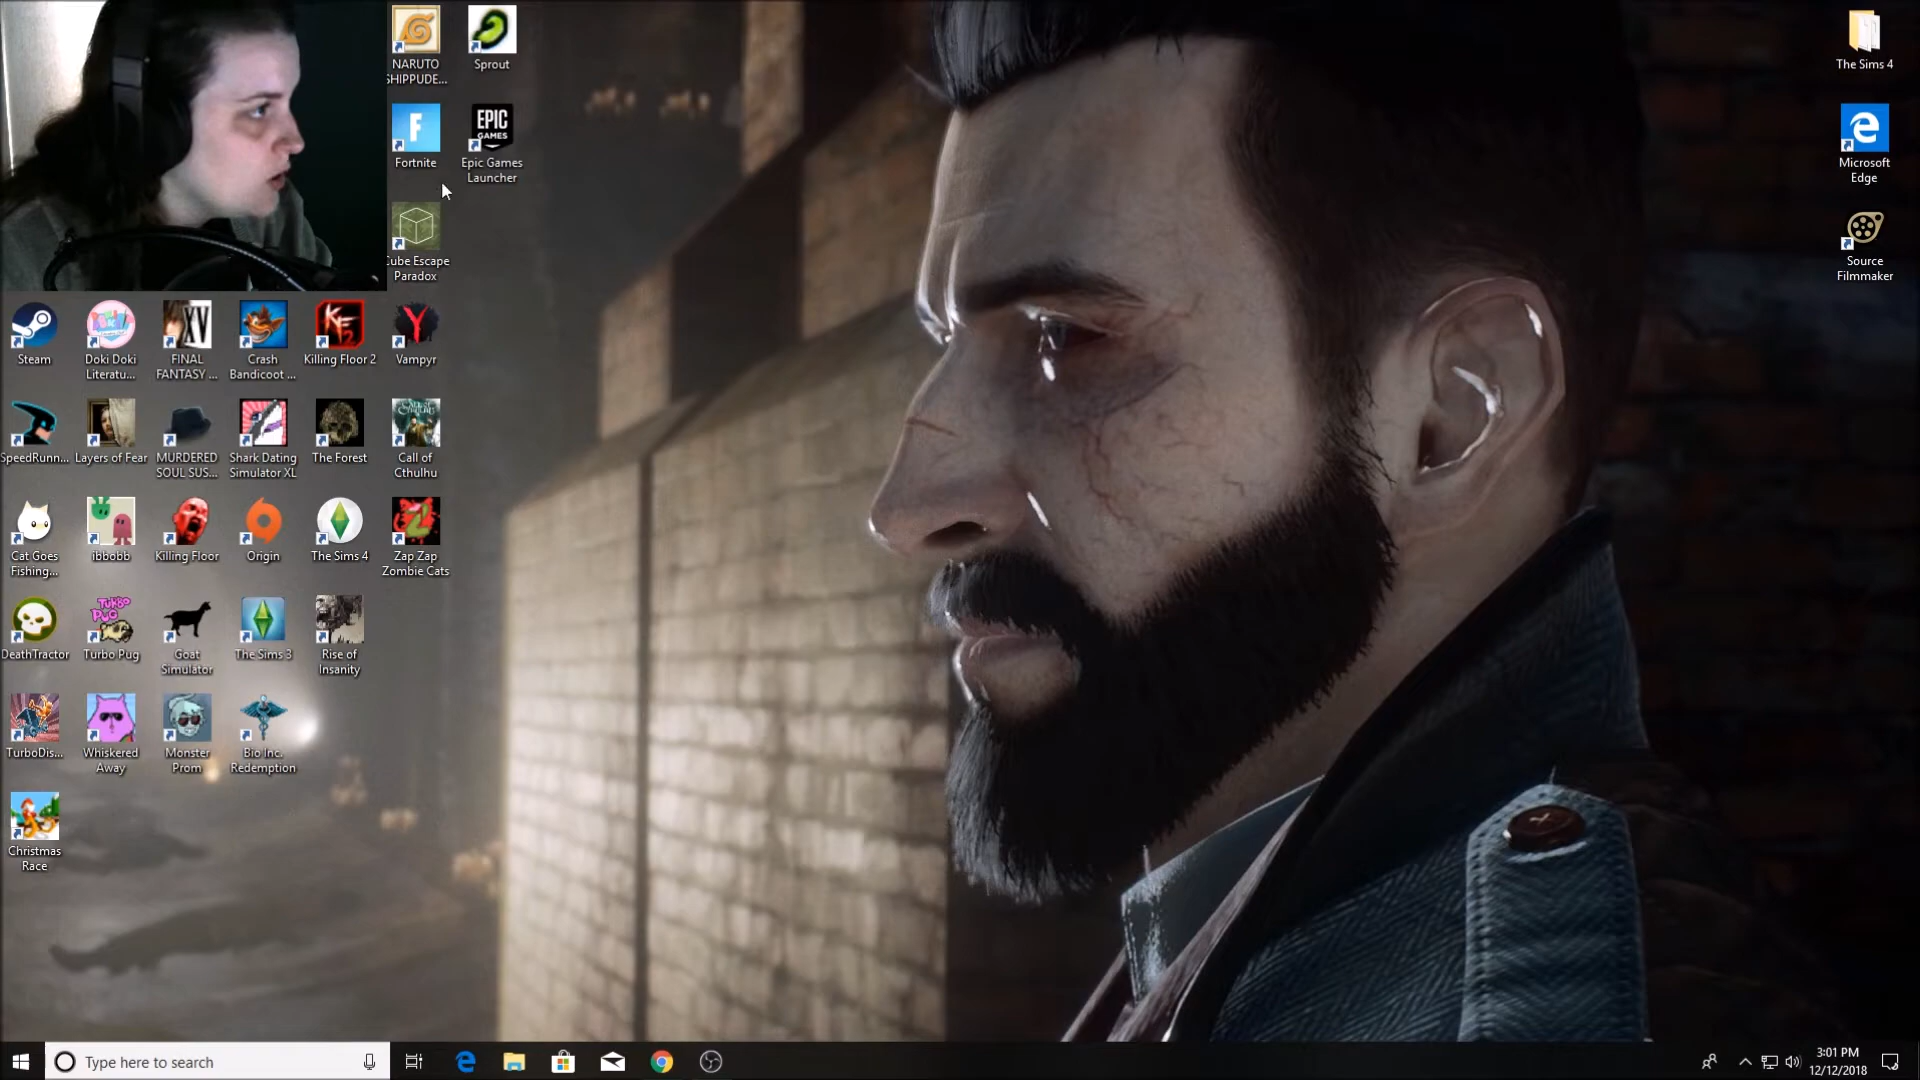 NARUTO
SHIPPUDE...
Sprout
The Sims 4
F
Fortnite
EPIC
GAMES
Epic Games
Launcher
Microsoft
Edge
Cube Escape
Paradox
Source
Filmmaker
Steam
Doki Doki
Literatu...
XV
FINAL
FANTASY ...
Crash
Bandicoot ...
KF2
Killing Floor 2
Vampyr
SpeedRunn...
Layers of Fear
MURDERED
SOUL SUS...
Shark Dating
Simulator XL
The Forest
Call of
Cthulhu
Cat Goes
Fishing...
ibbobb
Killing Floor
Origin
The Sims 4
Zap Zap
Zombie Cats
DeathTractor
TURBO
PUG
Turbo Pug
Goat
Simulator
The Sims 3
Rise of
Insanity
TurboDis...
Whiskered
Away
Monster
Prom
Bio Inc.
Redemption
Christmas
Race
Type here to search
3:01 PM
12/12/2018